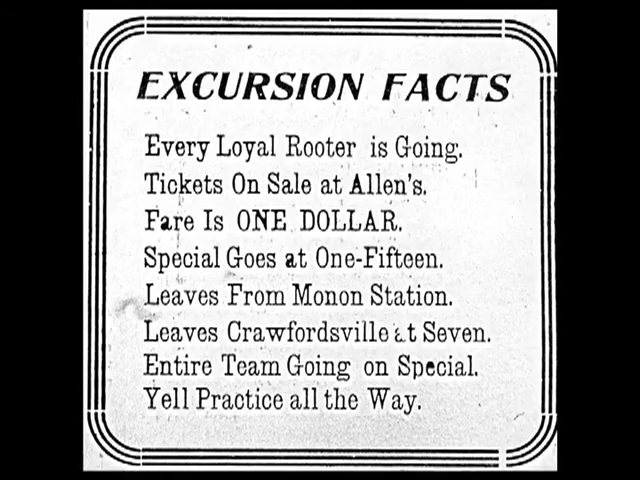 EXCURSION FACTS
Every Loyal Rooter is Going.
Tickets On Sale at Allen's.
Fare Is ONE DOLLAR.
Special Goes at One-Fifteen.
Leaves From Monon Station.
Leaves Crawfordsville at Seven.
Entire Team Going on Special.
Yell Practice all the Way.